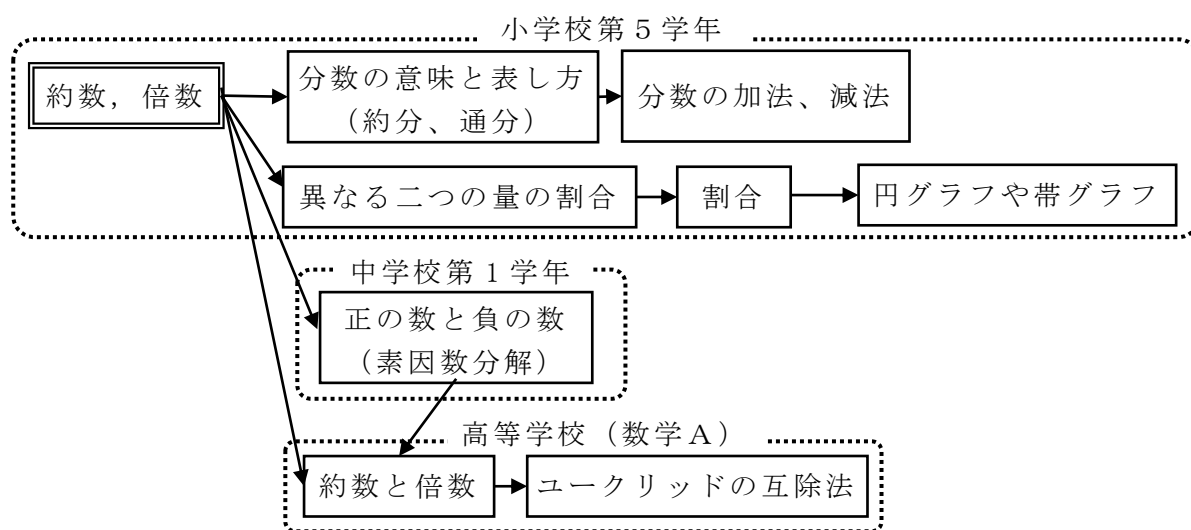 小学校第５学年
約数，倍数
分数の意味と表し方
（約分、通分）
分数の加法、減法
異なる二つの量の割合
割合
円グラフや帯グラフ
中学校第１学年
正の数と負の数
（素因数分解）
高等学校（数学Ａ）
約数と倍数
ユークリッドの互除法